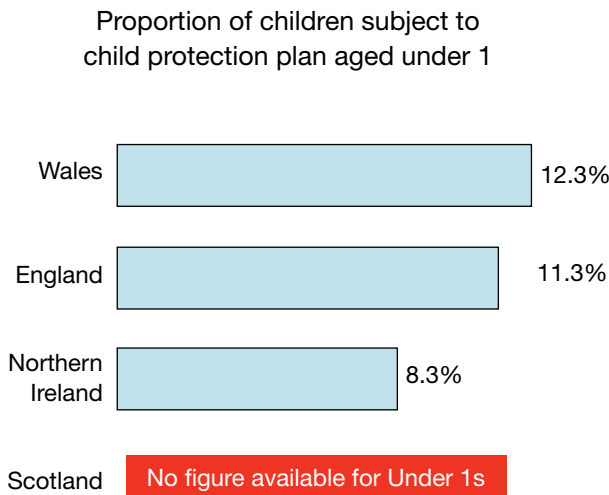 Proportion of children subject to
child protection plan aged under 1
Wales 12.3%
England 11.3%
Northern
Ireland 8.3%
Scotland No figure available for Under 1s